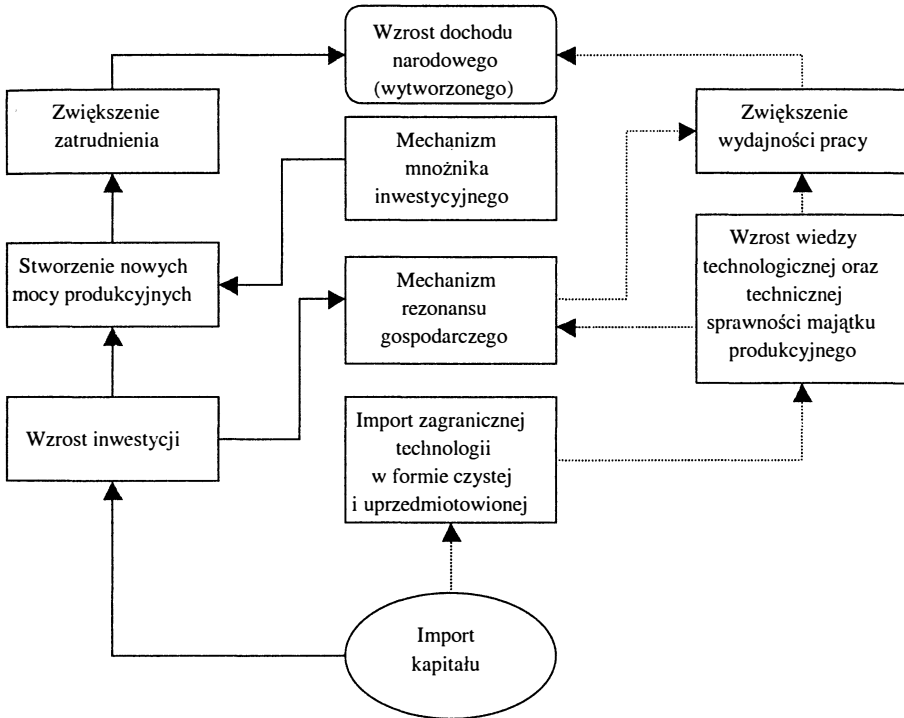 Wzrost dochodu
narodowego
(wytworzonego)
Zwiększenie
zatrudnienia
Mechanizm
mnożnika
inwestycyjnego
Zwiększenie
wydajności pracy
Stworzenie nowych
mocy produkcyjnych
Mechanizm
rezonansu
gospodarczego
Wzrost wiedzy
technologicznej oraz
technicznej
sprawności majątku
produkcyjnego
Wzrost inwestycji
Import zagranicznej
technologii
w formie czystej
i uprzedmiotowionej
Import
kapitału